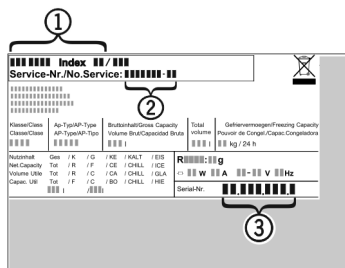 1
Index /
Service-Nr./No.Service: -
2
Klasse/Class Ap-Typ/AP-Type Bruttoinhalt/Gross Capacity Total Gefriervermoegen/Freezing Capacity
Classe/Clase AP-Type/AP-Tipo Volume Brut/Capacidad Bruta volume Pouvoir de Congel./Capac.Congeladora
l l kg / 24 h
Nutzinhalt Ges / K / G / KE / KALT / EIS
Net Capacity Tot / R / F / CE / CHILL / ICE
Volume Utile Tot / R / C / CA / CHILL / GLA
Capac. Util Tot / F / C / BO / CHILL / HIE
l / l
R : g
W A - V Hz
Serial-Nr. . . .
3